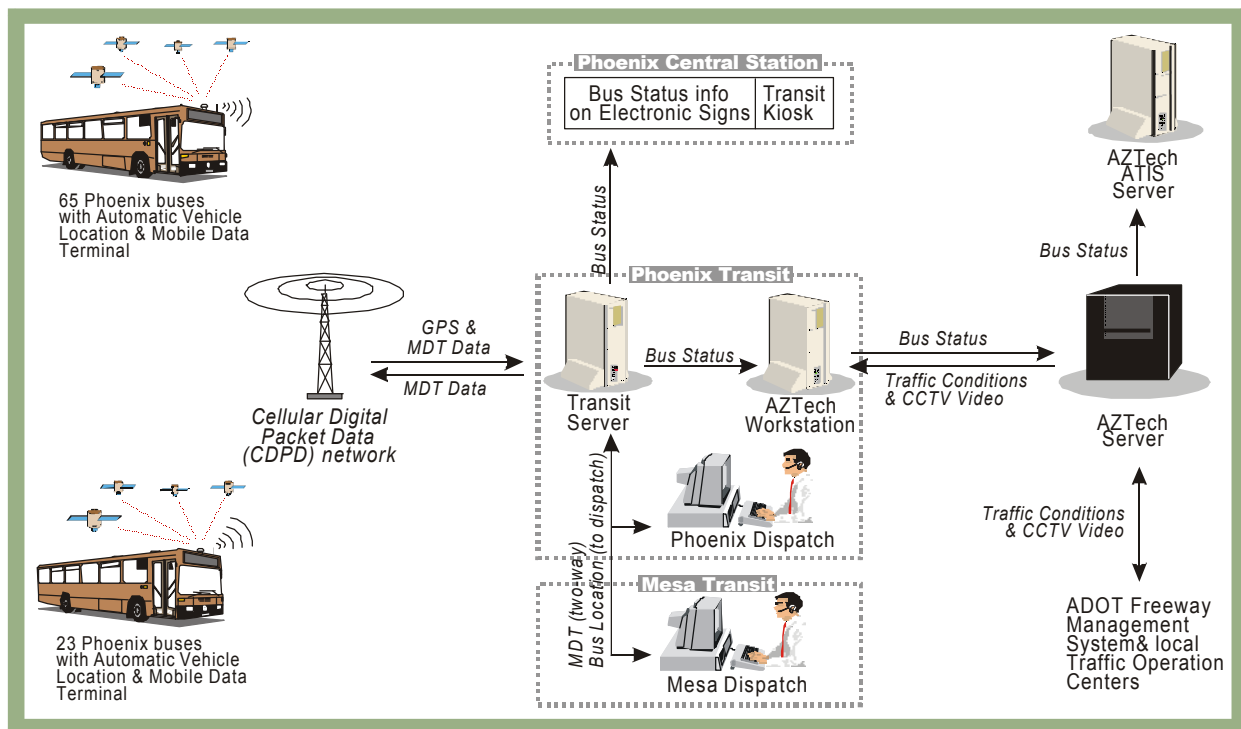 Phoenix Central Station
Bus Status info
on Electronic Signs
Transit
Kiosk
AZTech
ATIS
Server
65 Phoenix buses
with Automatic Vehicle
Location & Mobile Data
Terminal
Bus Status
Bus Status
Phoenix Transit
GPS &
MDT Data
MDT Data
Bus Status
Bus Status
Traffic Conditions
& CCTV Video
Transit
Server
AZTech
Workstation
AZTech
Server
Cellular Digital
Packet Data
(CDPD) network
Phoenix Dispatch
Traffic Conditions
& CCTV Video
MDT (two-way)
Bus Location (to dispatch)
Mesa Transit
Mesa Dispatch
23 Phoenix buses
with Automatic Vehicle
Location & Mobile Data
Terminal
ADOT Freeway
Management
System& local
Traffic Operation
Centers